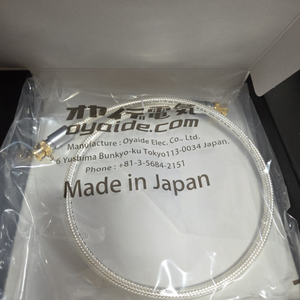 オヤイデ電気
oyaide.com
Manufacture : Oyaide Elec. Co., Ltd.
Yushima Bunkyo-ku Tokyo113-0034 Japan,
Phone : +81-3-5684-2151
Made in Japan